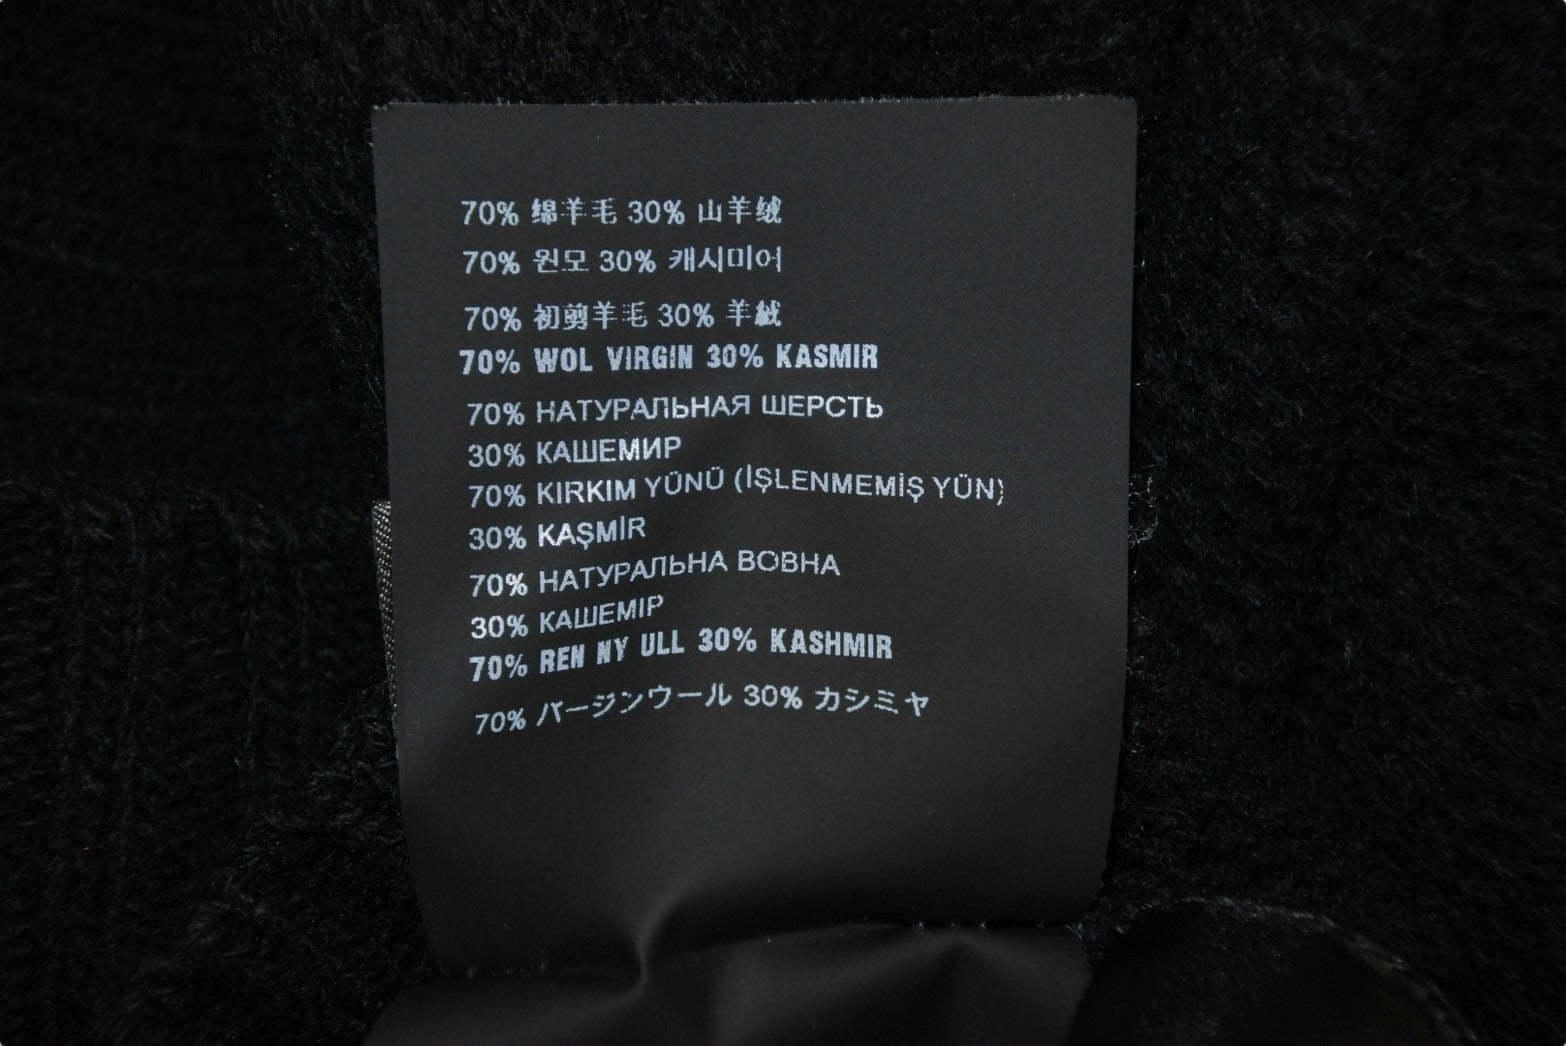 70% 绵羊毛 30% 山羊绒
70% 원모 30% 캐시미어
70% 初剪羊毛 30% 羊絨
70% WOL VIRGIN 30% KASMIR
70% НАТУРАЛЬНАЯ ШЕРСТЬ
30% КАШЕМИР
70% KIRKIM YÜNÜ (İŞLENMEMİŞ YÜN)
30% KAŞMİR
70% НАТУРАЛЬНА ВОВНА
30% КАШЕМІР
70% REN NY ULL 30% KASHMIR
70% バージンウール 30% カシミヤ